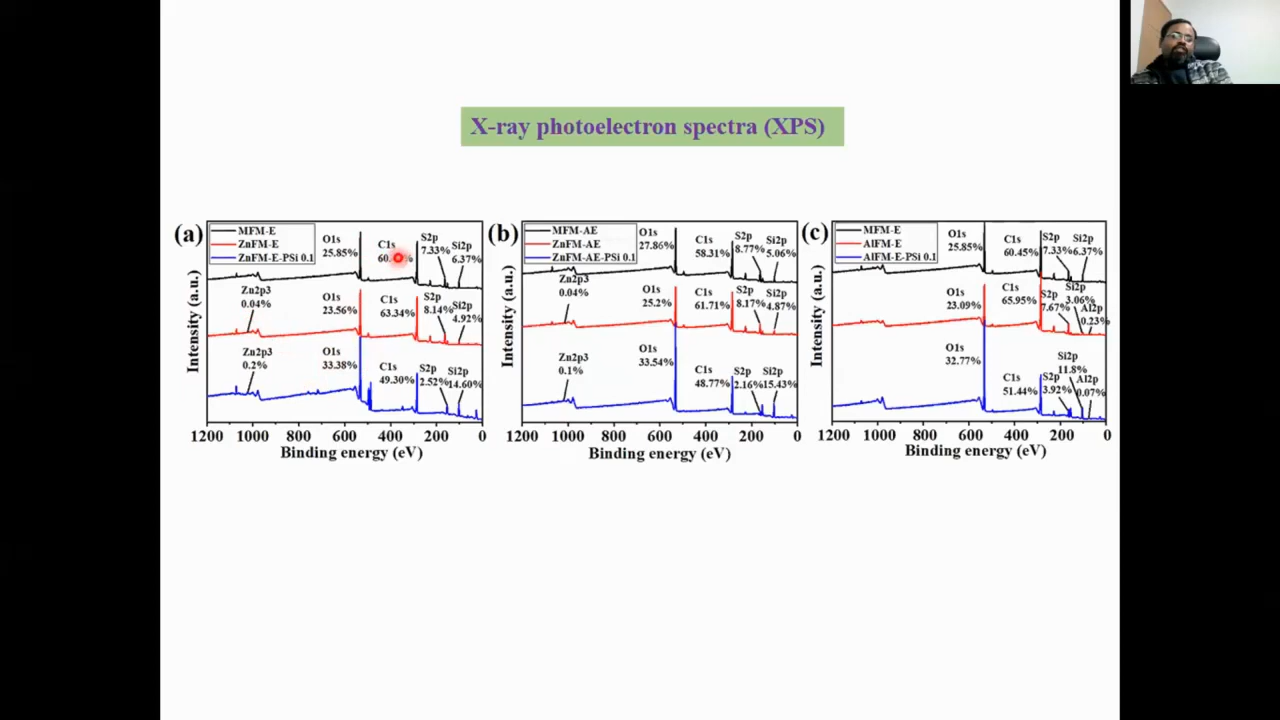 X-ray photoelectron spectra (XPS)
(a)
MFM-E
ZnFM-E
ZnFM-E-PSi 0.1
O1s
25.85%
C1s
S2p
7.33%
Si2p
6.37%
Zn2p3
0.04%
O1s
23.56%
C1s
63.34%
S2p
8.14%
Si2p
4.92%
Zn2p3
0.2%
O1s
33.38%
C1s
49.30%
S2p
2.52%
Si2p
14.60%
Intensity (a.u.)
1200 1000 800 600 400 200 0
Binding energy (eV)
(b)
MFM-AE
ZnFM-AE
ZnFM-AE-PSi 0.1
O1s
27.86%
C1s
58.31%
S2p
8.77%
Si2p
5.06%
Zn2p3
0.04%
O1s
25.2%
C1s
61.71%
S2p
8.17%
Si2p
4.87%
Zn2p3
0.1%
O1s
33.54%
C1s
48.77%
S2p
2.16%
Si2p
15.43%
Intensity (a.u.)
1200 1000 800 600 400 200 0
Binding energy (eV)
(c)
MFM-E
AlFM-E
AlFM-E-PSi 0.1
O1s
25.85%
C1s
60.45%
S2p
7.33%
Si2p
6.37%
O1s
23.09%
C1s
65.95%
S2p
7.67%
Si2p
3.06%
Al2p
0.23%
O1s
32.77%
C1s
51.44%
S2p
3.92%
Si2p
11.8%
Al2p
0.07%
Intensity (a.u.)
1200 1000 800 600 400 200 0
Binding energy (eV)